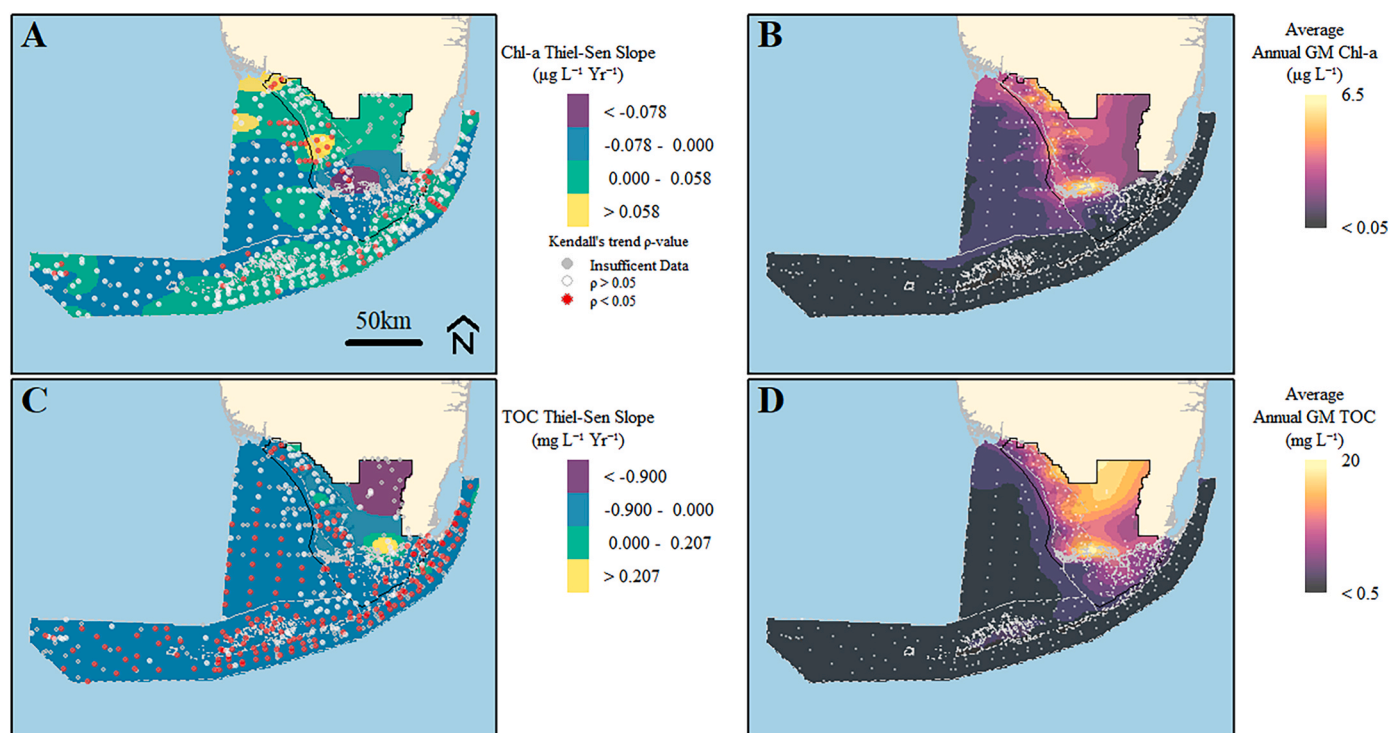 A
Chl-a Thiel-Sen Slope
(µg L⁻¹ Yr⁻¹)
< -0.078
-0.078 - 0.000
0.000 - 0.058
> 0.058
Kendall's trend ρ-value
Insufficent Data
ρ > 0.05
ρ < 0.05
50km
N
B
Average
Annual GM Chl-a
(µg L⁻¹)
6.5
< 0.05
C
TOC Thiel-Sen Slope
(mg L⁻¹ Yr⁻¹)
< -0.900
-0.900 - 0.000
0.000 - 0.207
> 0.207
D
Average
Annual GM TOC
(mg L⁻¹)
20
< 0.5